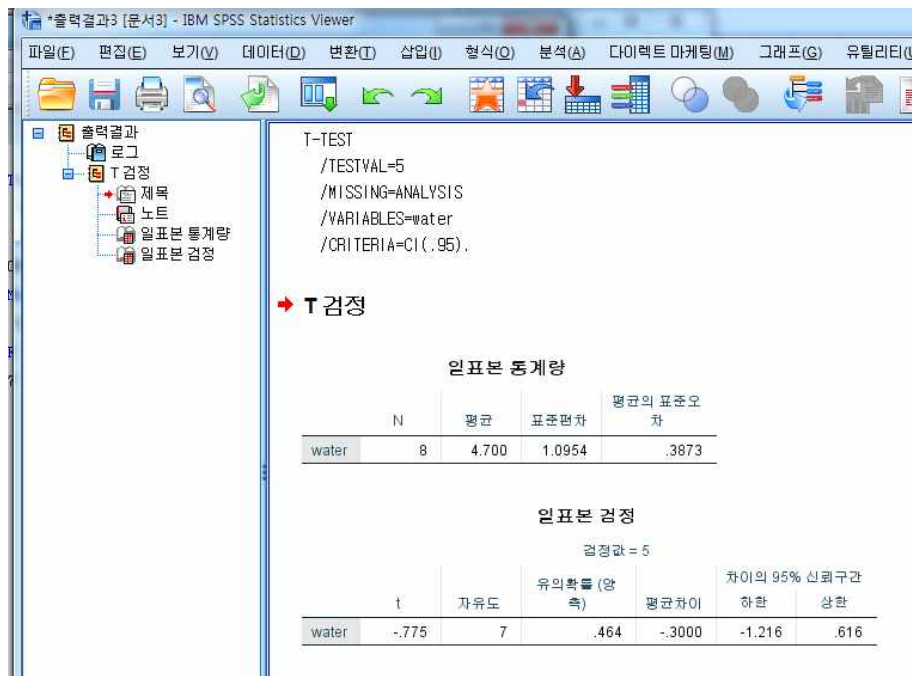 *출력결과3 [문서3] - IBM SPSS Statistics Viewer
파일(F) 편집(E) 보기(V) 데이터(D) 변환(T) 삽입(I) 형식(O) 분석(A) 다이렉트 마케팅(M) 그래프(G) 유틸리티(U
출력결과
로그
T 검정
제목
노트
일표본 통계량
일표본 검정
T-TEST
/TESTVAL=5
/MISSING=ANALYSIS
/VARIABLES=water
/CRITERIA=CI(.95).
T 검정
일표본 통계량
N 평균 표준편차 평균의 표준오차
water 8 4.700 1.0954 .3873
일표본 검정
검정값 = 5
차이의 95% 신뢰구간
t 자유도 유의확률 (양측) 평균차이 하한 상한
water -.775 7 .464 -.3000 -1.216 .616